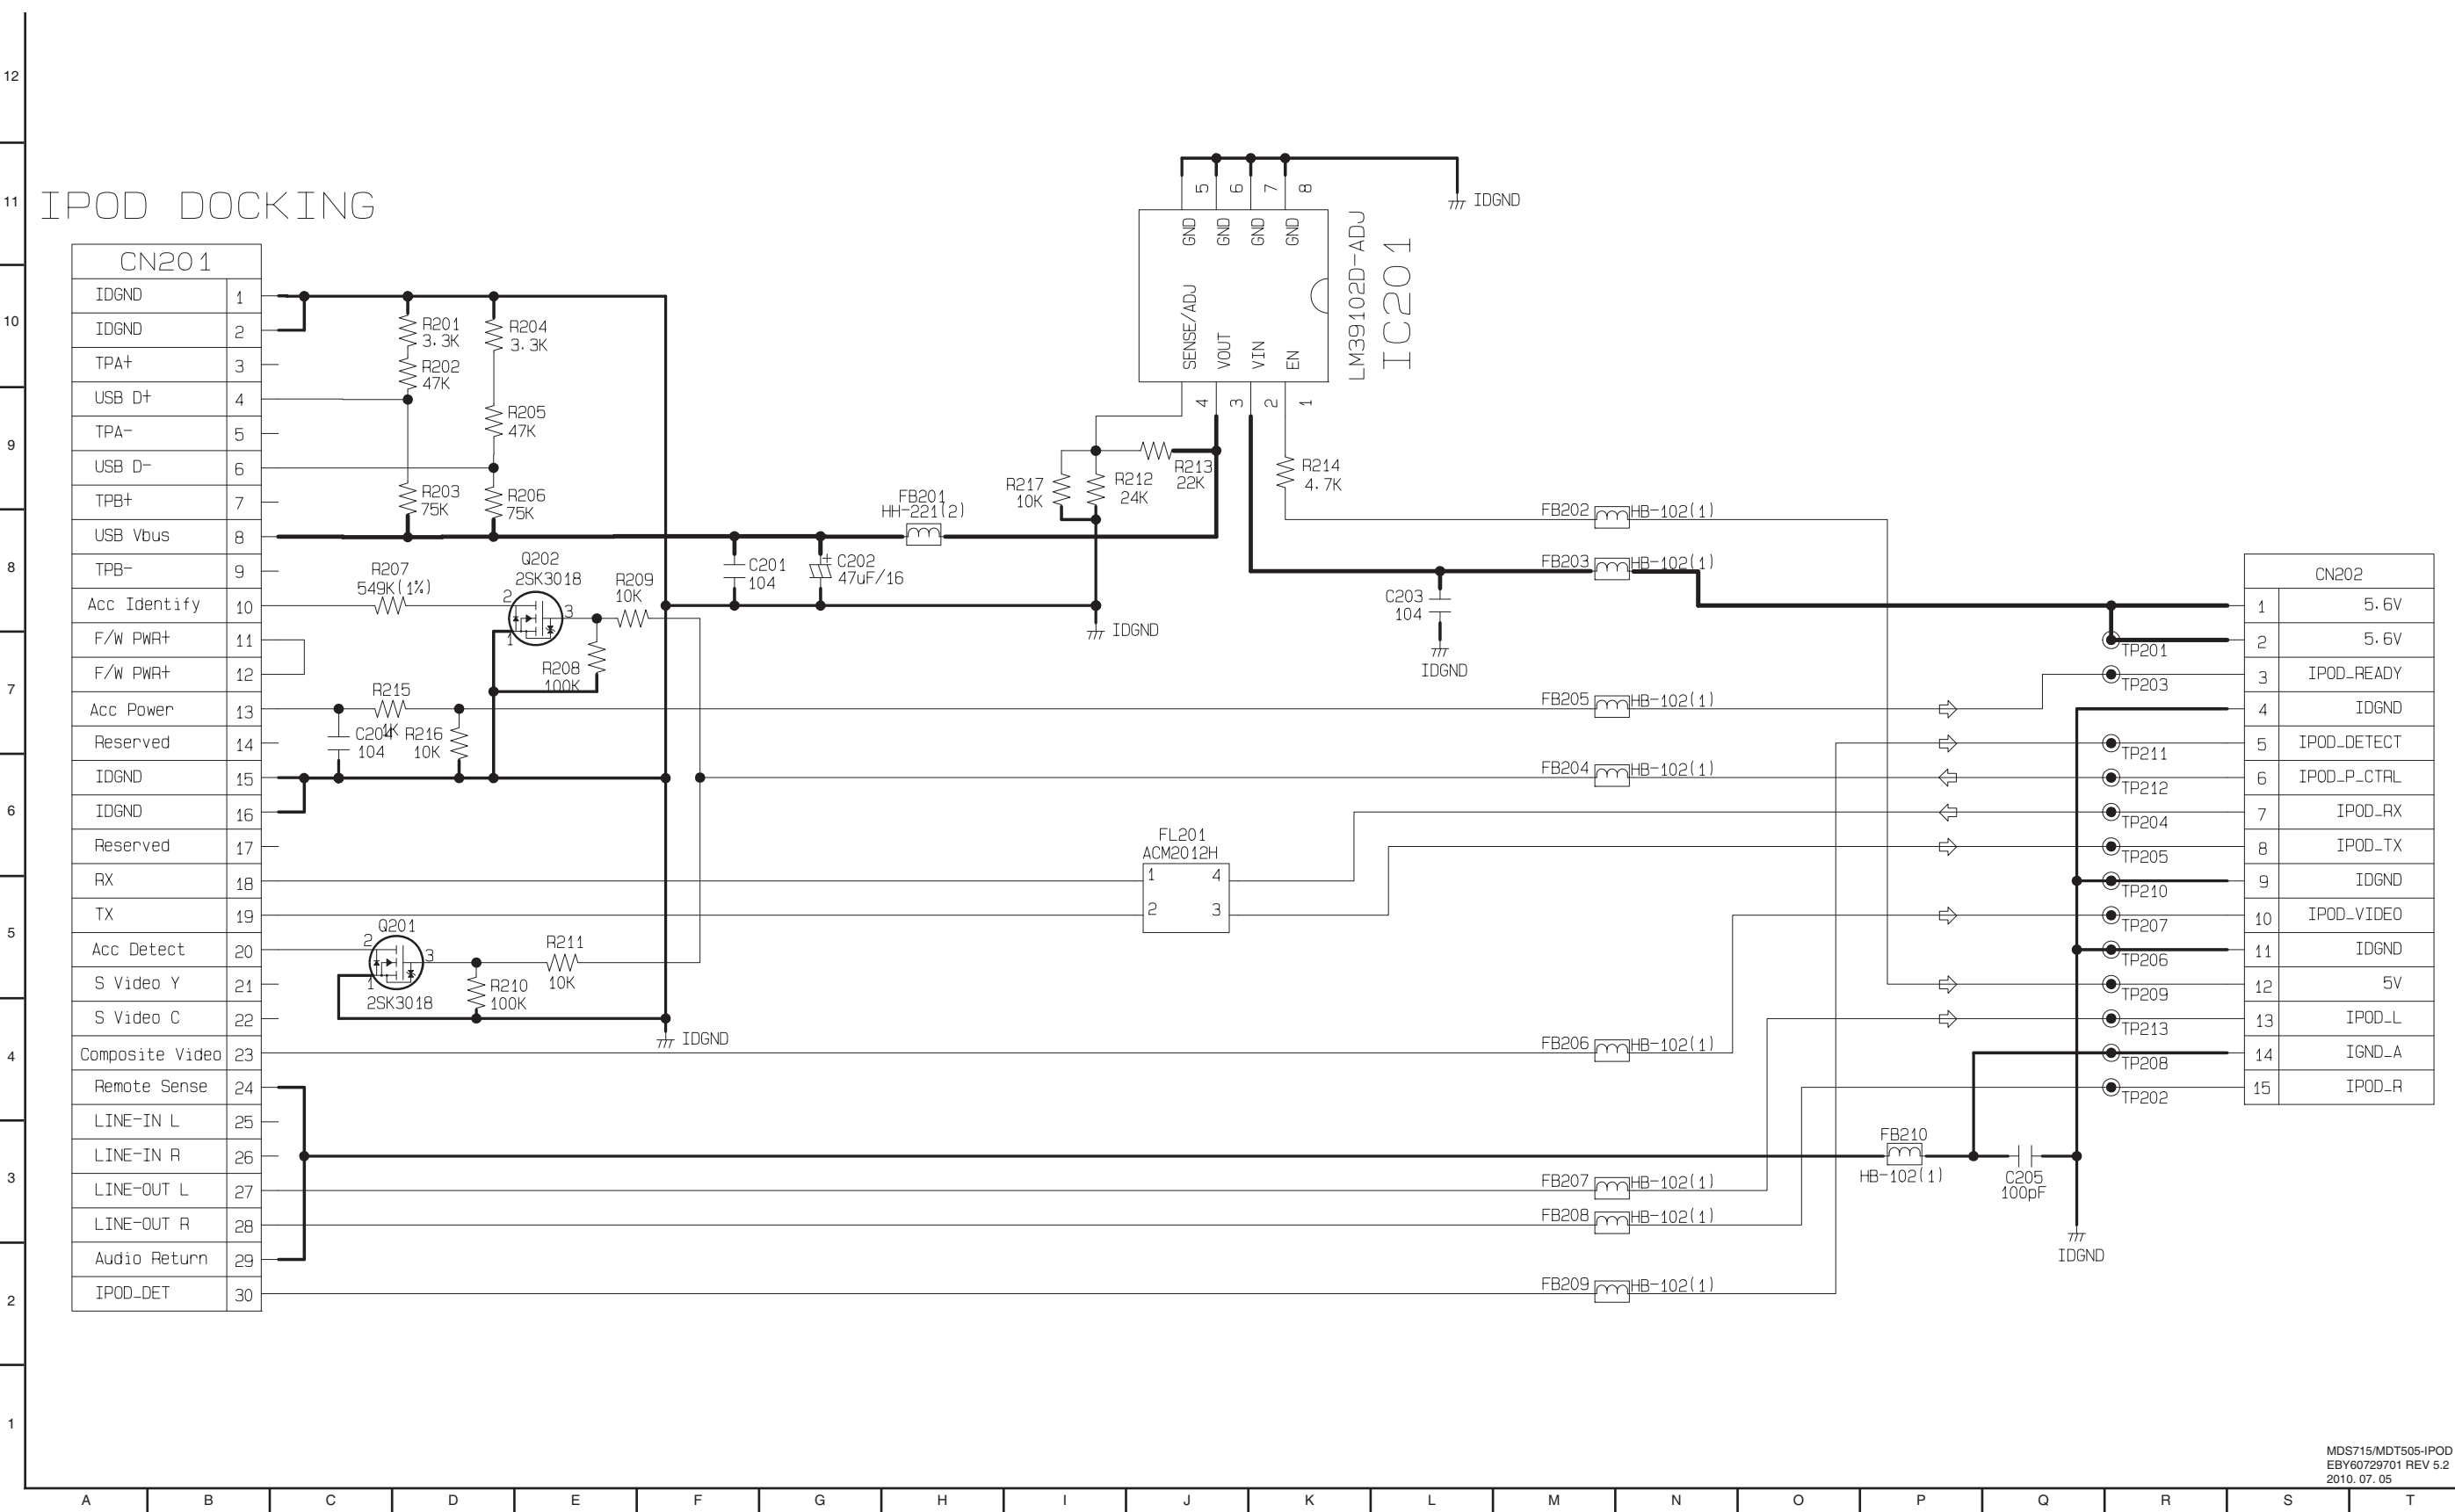 12
11
10
9
8
7
6
5
4
3
2
1
IPOD DOCKING
CN201
IDGND 1
IDGND 2
TPA+ 3
USB D+ 4
TPA- 5
USB D- 6
TPB+ 7
USB Vbus 8
TPB- 9
Acc Identify 10
F/W PWR+ 11
F/W PWR+ 12
Acc Power 13
Reserved 14
IDGND 15
IDGND 16
Reserved 17
RX 18
TX 19
Acc Detect 20
S Video Y 21
S Video C 22
Composite Video 23
Remote Sense 24
LINE-IN L 25
LINE-IN R 26
LINE-OUT L 27
LINE-OUT R 28
Audio Return 29
IPOD_DET 30
R201
3.3K
R202
47K
R204
3.3K
R205
47K
R203
75K
R206
75K
R207
549K(1%)
Q202
2SK3018
2
3
1
R209
10K
R208
100K
R215
1K
C204
104
R216
10K
Q201
2
3
1
2SK3018
R211
10K
R210
100K
IDGND
C201
104
C202
+
47uF/16
FB201
HH-221(2)
R217
10K
R212
24K
R213
22K
IDGND
5
6
7
8
GND
GND
GND
GND
SENSE/ADJ
VOUT
VIN
EN
4
3
2
1
LM39102D-ADJ
IC201
IDGND
R214
4.7K
FL201
ACM2012H
1 4
2 3
C203
104
IDGND
FB202 HB-102(1)
FB203 HB-102(1)
FB205 HB-102(1)
FB204 HB-102(1)
FB206 HB-102(1)
FB207 HB-102(1)
FB208 HB-102(1)
FB209 HB-102(1)
FB210
HB-102(1)
C205
100pF
IDGND
TP201
TP203
TP211
TP212
TP204
TP205
TP210
TP207
TP206
TP209
TP213
TP208
TP202
CN202
1 5.6V
2 5.6V
3 IPOD_READY
4 IDGND
5 IPOD_DETECT
6 IPOD_P_CTRL
7 IPOD_RX
8 IPOD_TX
9 IDGND
10 IPOD_VIDEO
11 IDGND
12 5V
13 IPOD_L
14 IGND_A
15 IPOD_R
MDS715/MDT505-IPOD
EBY60729701 REV 5.2
2010. 07. 05
A B C D E F G H I J K L M N O P Q R S T